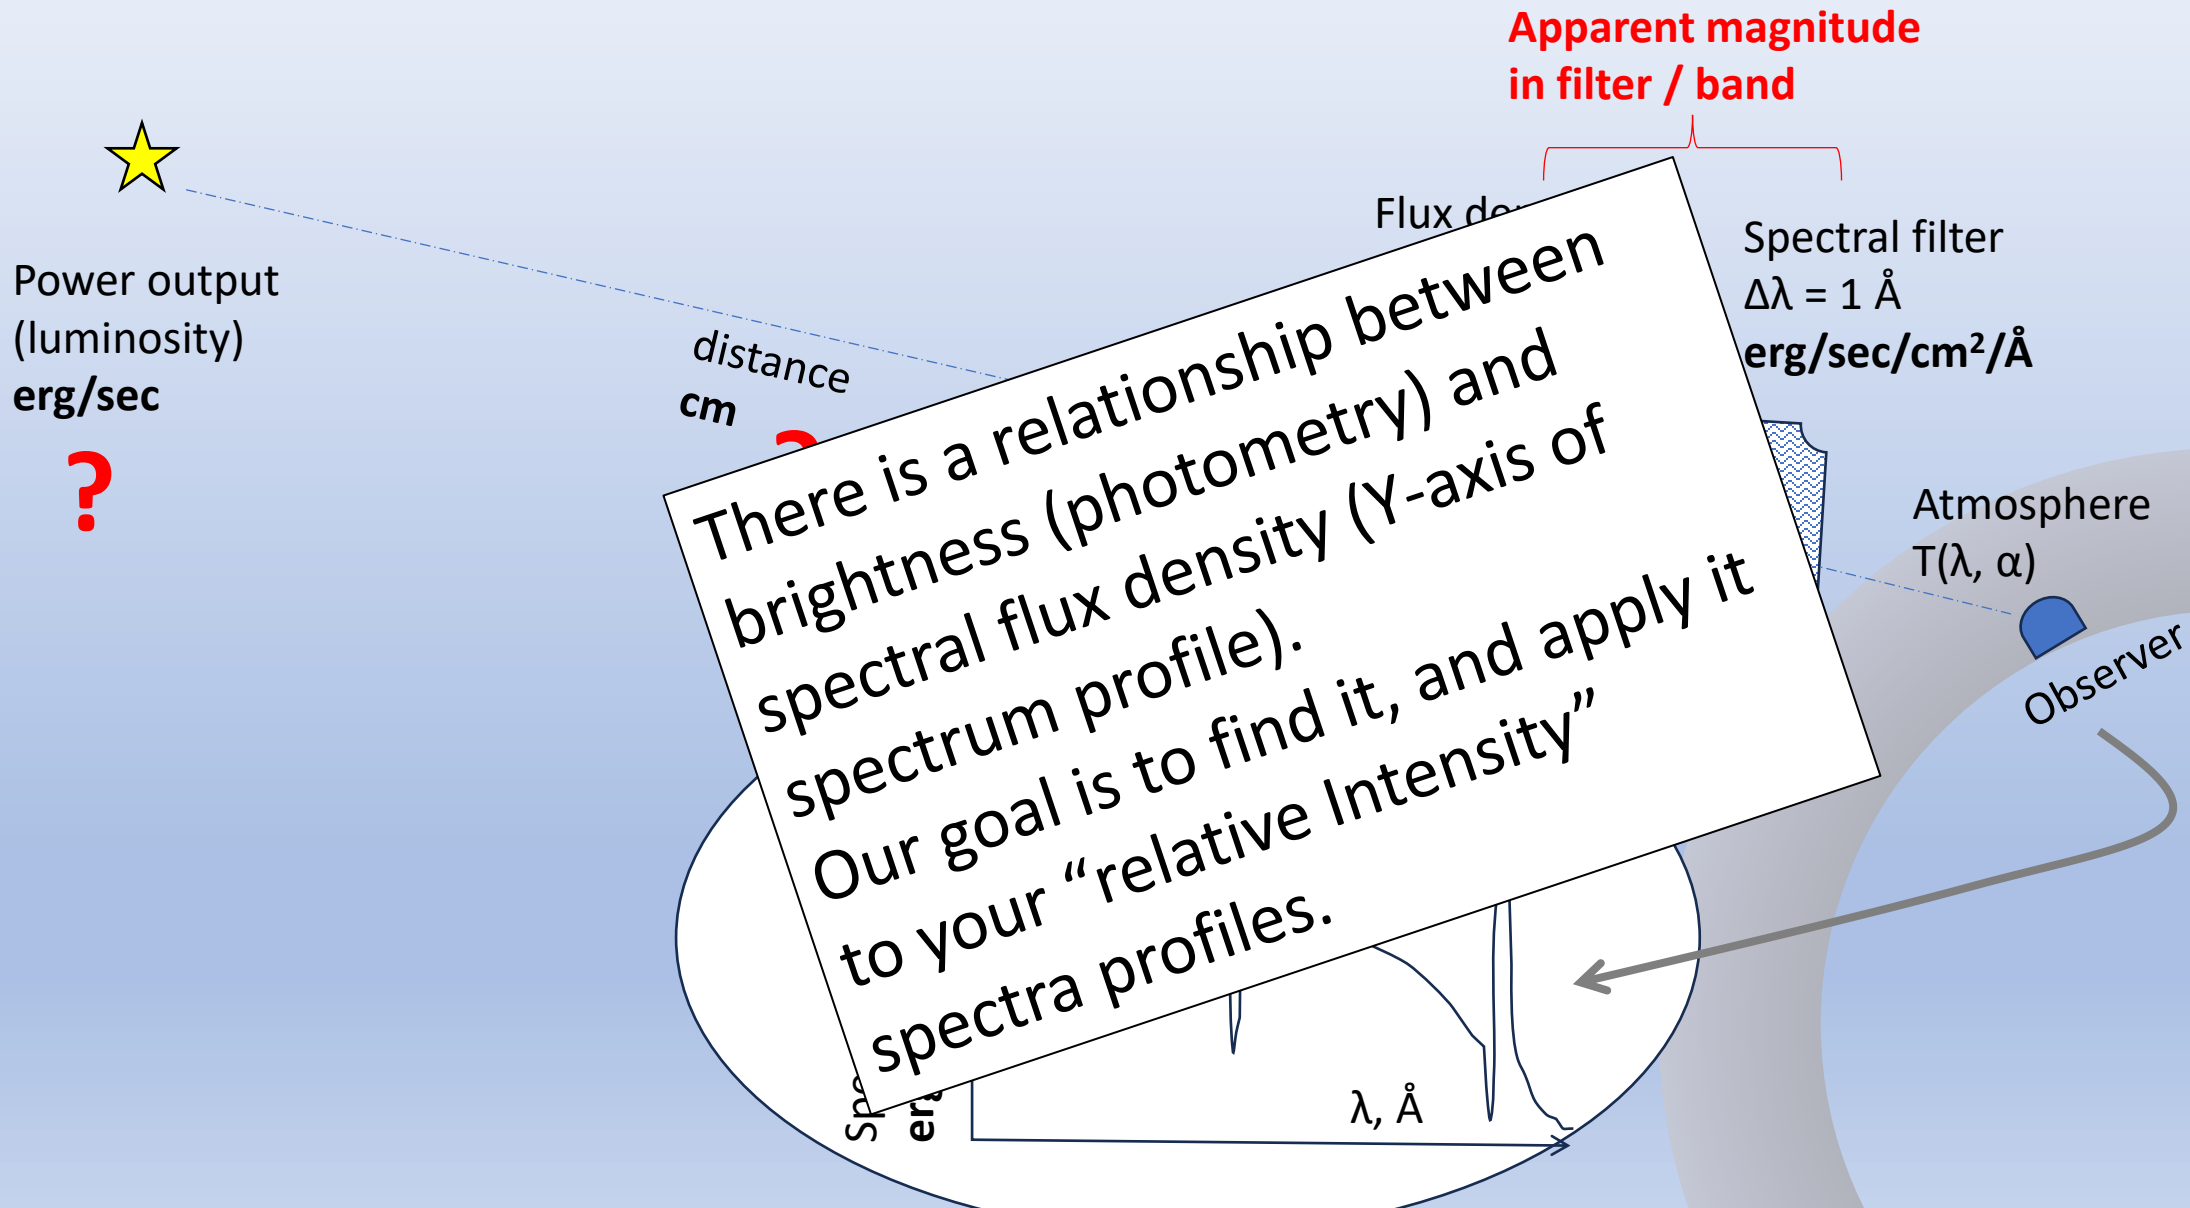 Apparent magnitude
in filter / band
Flux
Spectral filter
Δλ = 1 Å
erg/sec/cm²/Å
Power output
(luminosity)
erg/sec
?
distance
cm
There is a relationship between
brightness (photometry) and
spectral flux density (Y-axis of
spectrum profile).
Our goal is to find it, and apply it
to your “relative Intensity”
spectra profiles.
Atmosphere
T(λ, α)
Observer
λ, Å